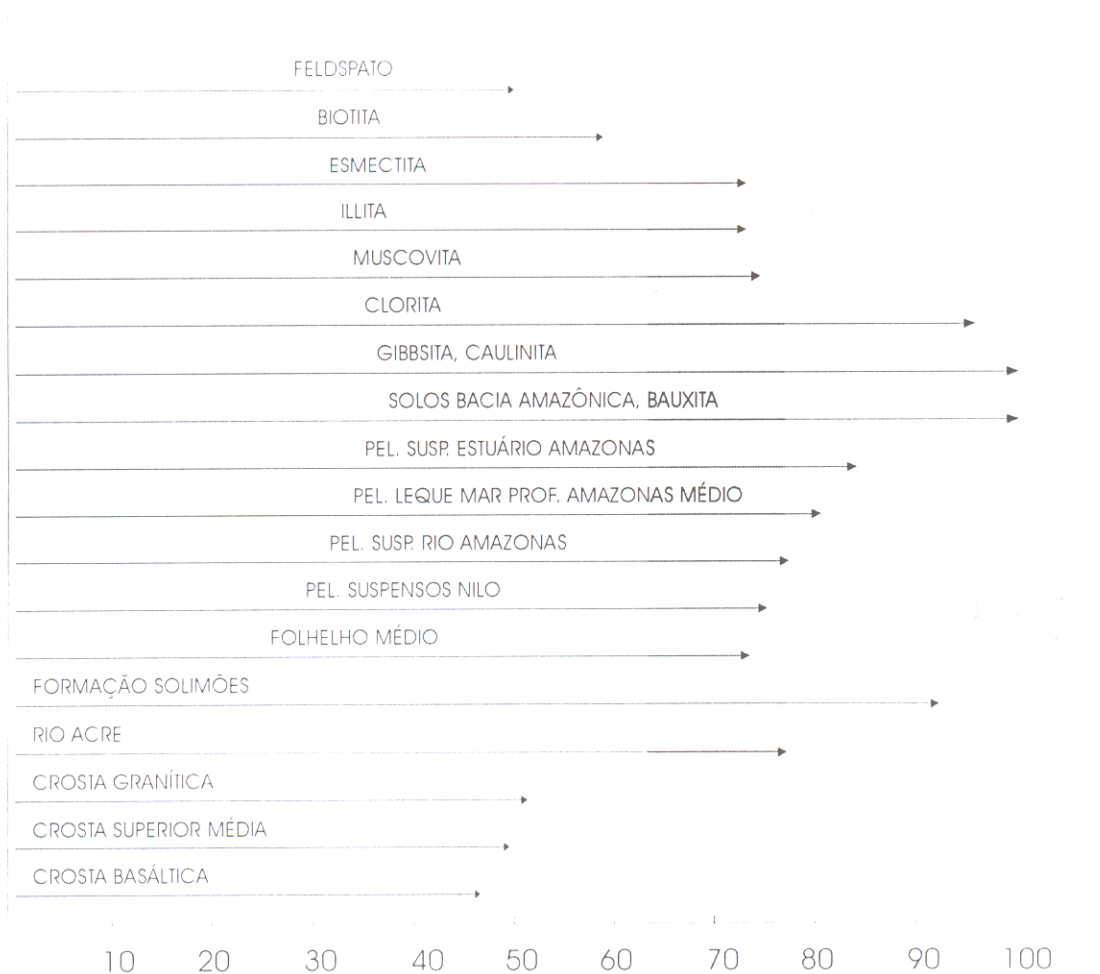 FELDSPATO
BIOTITA
ESMECTITA
ILLITA
MUSCOVITA
CLORITA
GIBBSITA, CAULINITA
SOLOS BACIA AMAZÔNICA, BAUXITA
PEL. SUSP. ESTUÁRIO AMAZONAS
PEL. LEQUE MAR PROF. AMAZONAS MÉDIO
PEL. SUSP. RIO AMAZONAS
PEL. SUSPENSOS NILO
FOLHELHO MÉDIO
FORMAÇÃO SOLIMÕES
RIO ACRE
CROSTA GRANÍTICA
CROSTA SUPERIOR MÉDIA
CROSTA BASÁLTICA
10 20 30 40 50 60 70 80 90 100